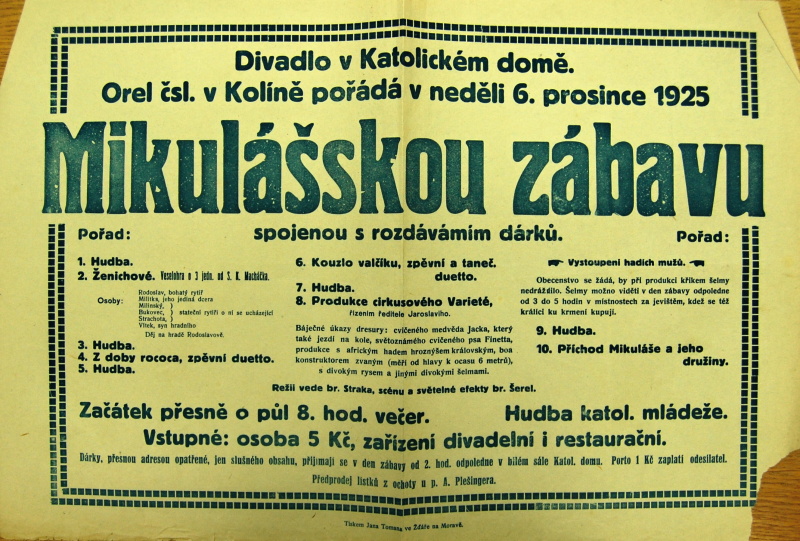 Divadlo v Katolickém domě.
Orel čsl. v Kolíně pořádá v neděli 6. prosince 1925
Mikulášskou zábavu
spojenou s rozdáváním dárků.
Pořad:
1. Hudba.
2. Ženichové. Veselohra o 3 jedn. od S. K. Macháčka.
Osoby:
Rodoslav, bohatý rytíř
Militka, jeho jediná dcera
Milinský, }
Bukovec, } stateční rytíři o ni se ucházející
Strachota, }
Vítek, syn hradního
Děj na hradě Rodoslavově.
3. Hudba.
4. Z doby rococa, zpěvní duetto.
5. Hudba.
6. Kouzlo valčíku, zpěvní a taneč.
duetto.
7. Hudba.
8. Produkce cirkusového Varieté,
řízením ředitele Jaroslavího.
Báječné úkazy dresury: cvičeného medvěda Jacka, který
také jezdí na kole, světoznámého cvičeného psa Finetta,
produkce s africkým hadem hroznýšem královským, boa
konstruktorem zvaným (měří od hlavy k ocasu 6 metrů),
s divokým rysem a jinými divokými šelmami.
Pořad:
Vystoupení hadích mužů.
Obecenstvo se žádá, by při produkci křikem šelmy
nedráždilo. Šelmy možno viděti v den zábavy odpoledne
od 3 do 5 hodin v místnostech za jevištěm, kdež se též
králíci ku krmení kupují.
9. Hudba.
10. Příchod Mikuláše a jeho
družiny.
Režii vede br. Straka, scénu a světelné efekty br. Šerel.
Začátek přesně o půl 8. hod. večer. Hudba katol. mládeže.
Vstupné: osoba 5 Kč, zařízení divadelní i restaurační.
Dárky, přesnou adresou opatřené, jen slušného obsahu, přijímají se v den zábavy od 2. hod. odpoledne v bílém sále Katol. domu. Porto 1 Kč zaplatí odesilatel.
Předprodej lístků z ochoty u p. A. Plešingera.
Tiskem Jana Tomana ve Žďáře na Moravě.